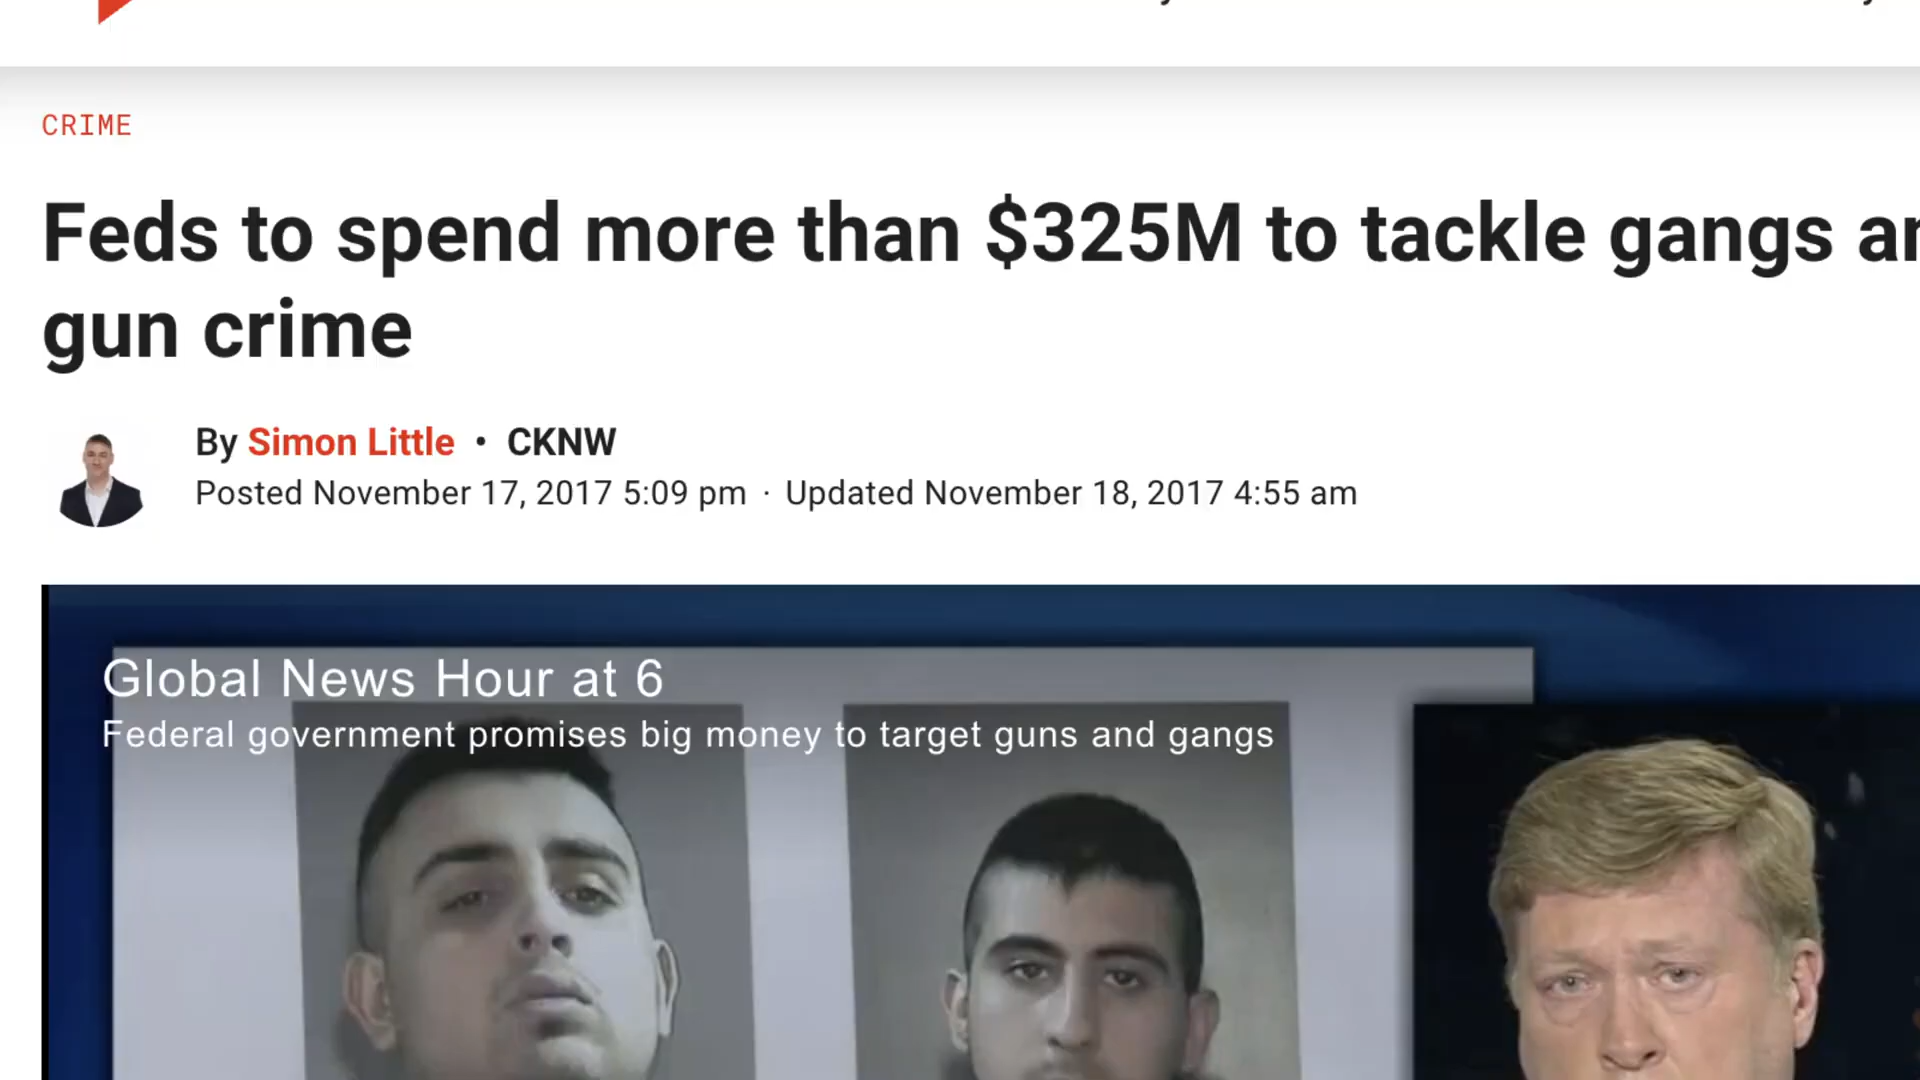 CRIME
Feds to spend more than $325M to tackle gangs
gun crime
By Simon Little • CKNW
Posted November 17, 2017 5:09 pm · Updated November 18, 2017 4:55 am
Global News Hour at 6
Federal government promises big money to target guns and gangs